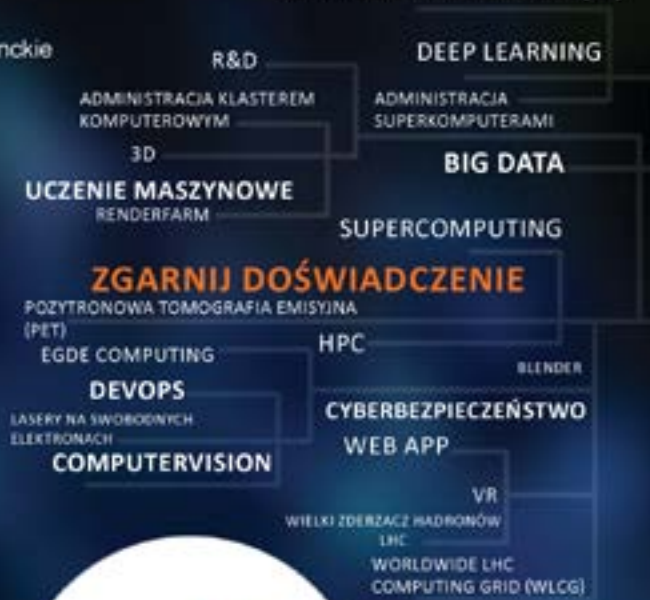 nckie
R&D
DEEP LEARNING
ADMINISTRACJA KLASTEREM
KOMPUTEROWYM
ADMINISTRACJA
SUPERKOMPUTERAMI
3D
BIG DATA
UCZENIE MASZYNOWE
RENDERFARM
SUPERCOMPUTING
ZGARNIJ DOŚWIADCZENIE
POZYTRONOWA TOMOGRAFIA EMISYJNA
(PET)
HPC
EGDE COMPUTING
BLENDER
DEVOPS
CYBERBEZPIECZEŃSTWO
LASERY NA SWOBODNYCH
ELEKTRONACH
WEB APP
COMPUTERVISION
VR
WIELKI ZDERZACZ HADRONÓW
LHC
WORLDWIDE LHC
COMPUTING GRID (WLCG)